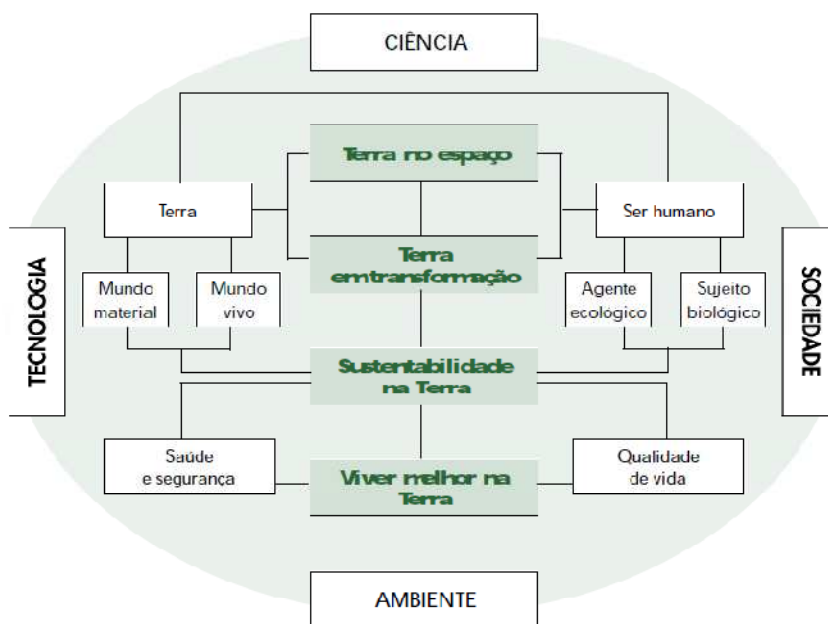 CIÊNCIA
Terra no espaço
Terra
Ser humano
Terra
em transformação
TECNOLOGIA
SOCIEDADE
Mundo
material
Mundo
vivo
Agente
ecológico
Sujeito
biológico
Sustentabilidade
na Terra
Saúde
e segurança
Qualidade
de vida
Viver melhor na
Terra
AMBIENTE